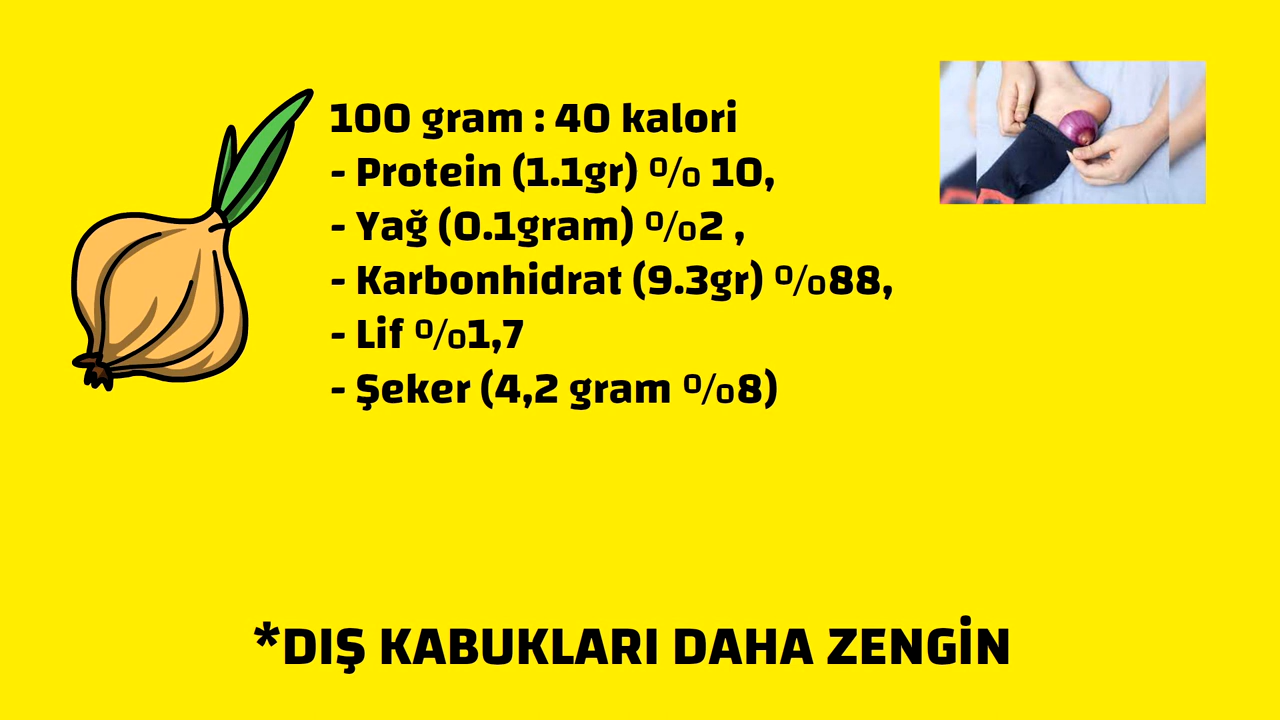 100 gram : 40 kalori
- Protein (1.1gr) % 10,
- Yağ (0.1gram) %2 ,
- Karbonhidrat (9.3gr) %88,
- Lif %1,7
- Şeker (4,2 gram %8)
*DIŞ KABUKLARI DAHA ZENGİN